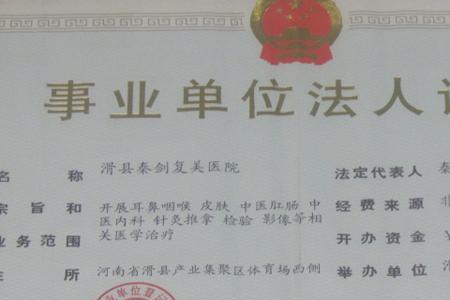 事业单位法人
名 称 滑县秦剑复美医院
宗旨和 开展耳鼻咽喉 皮肤 中医肛肠 中
医内科 针灸推拿 检验 影像等相
业务范围 关医学治疗
住 所 河南省滑县产业集聚区体育场西侧
法定代表人
经费来源
开办资金
举办单位